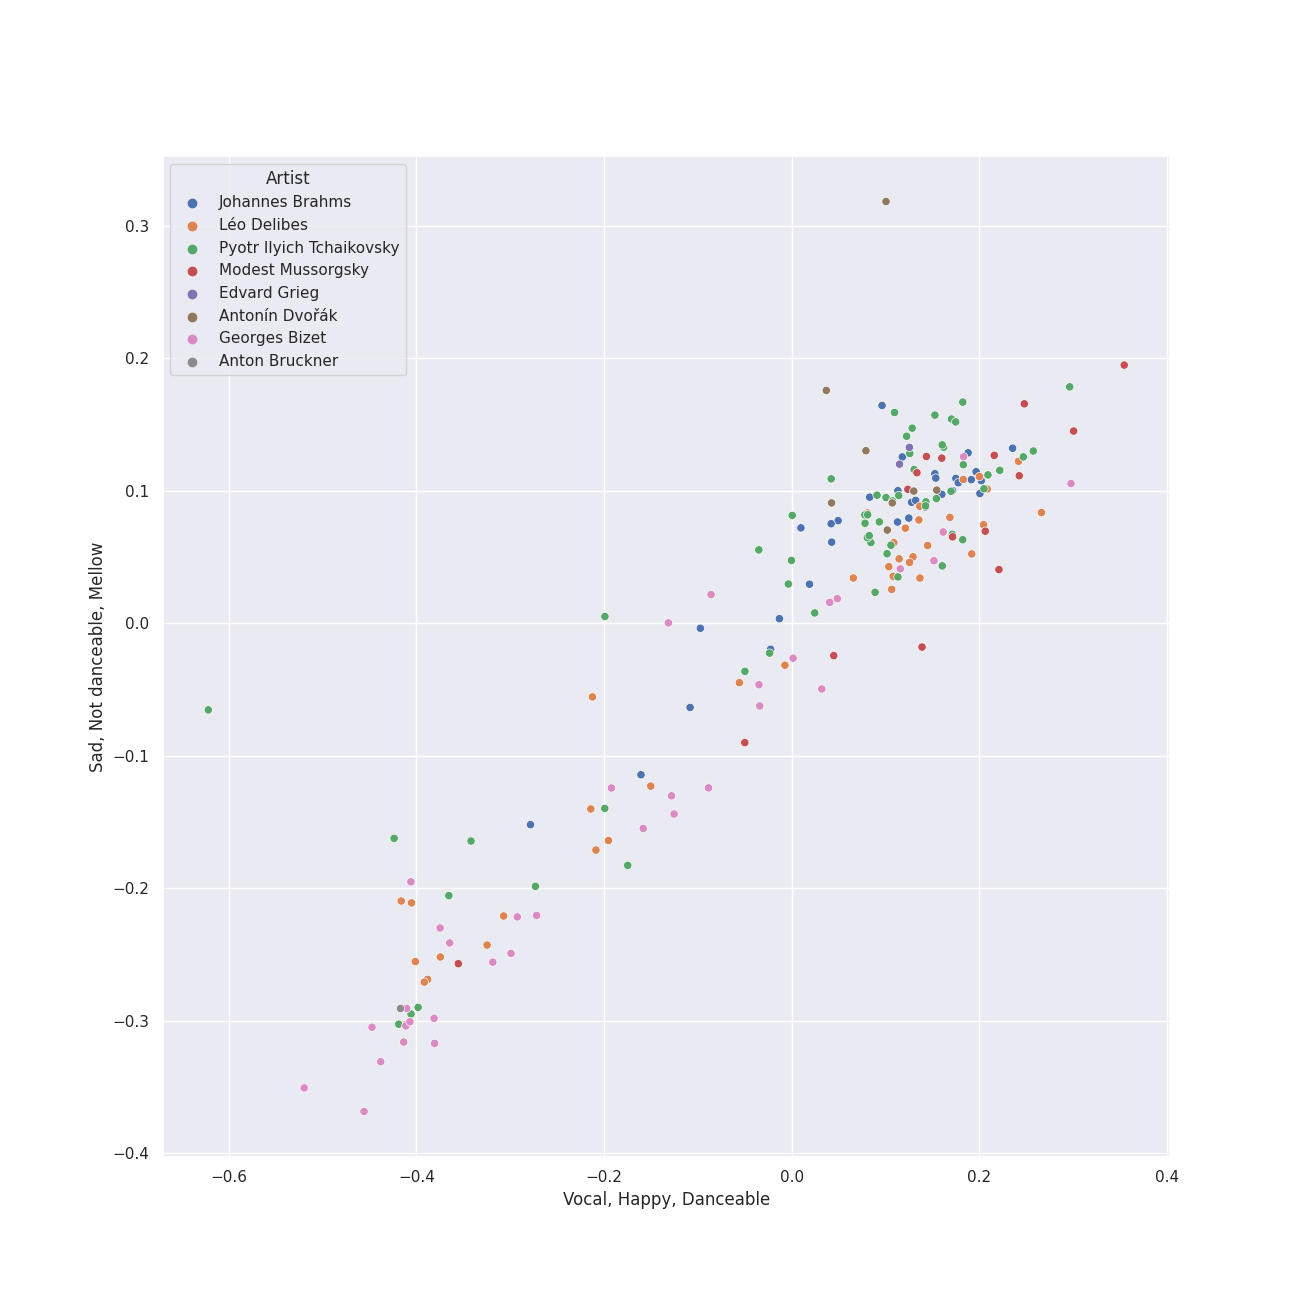 Artist
Johannes Brahms
Léo Delibes
Pyotr Ilyich Tchaikovsky
Modest Mussorgsky
Edvard Grieg
Antonín Dvořák
Georges Bizet
Anton Bruckner
0.3
0.2
0.1
0.0
−0.1
−0.2
−0.3
−0.4
Sad, Not danceable, Mellow
−0.6 −0.4 −0.2 0.0 0.2 0.4
Vocal, Happy, Danceable